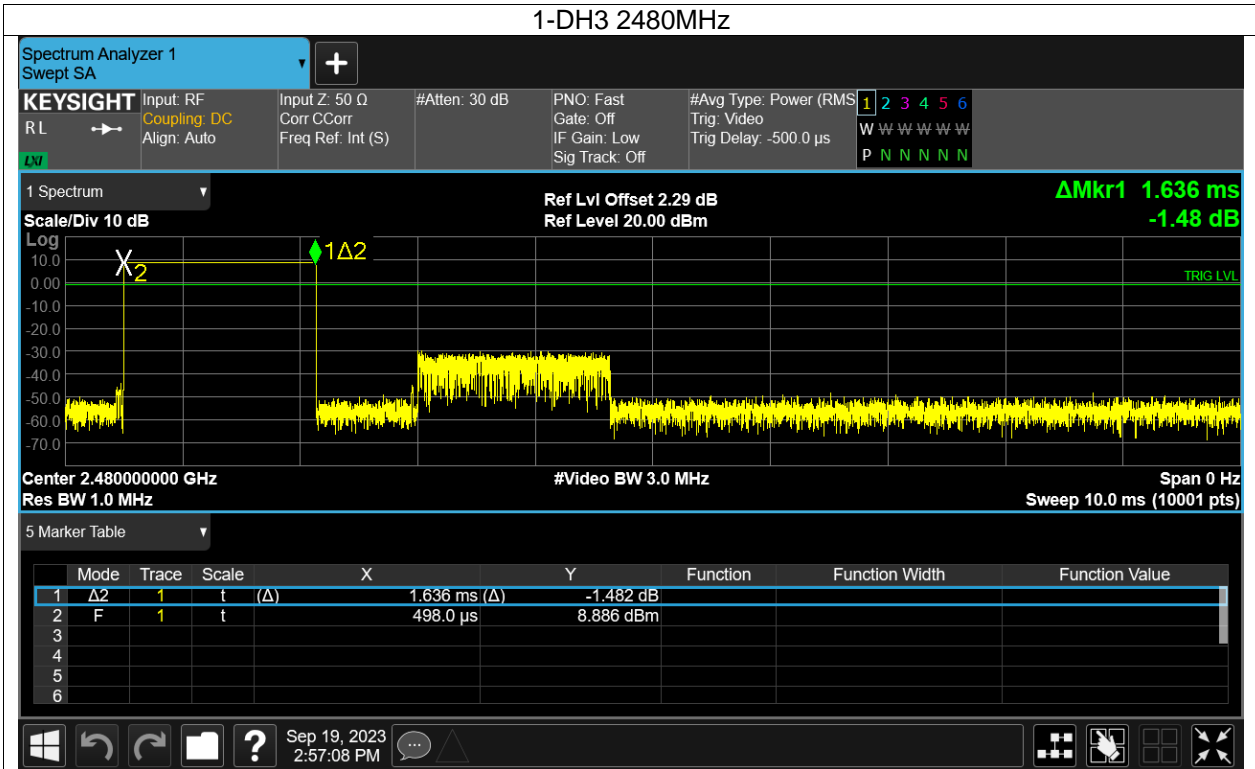 1-DH3 2480MHz
Spectrum Analyzer 1
Swept SA
KEYSIGHT
RL
LXI
Input: RF
Coupling: DC
Align: Auto
Input Z: 50 Ω
Corr CCorr
Freq Ref: Int (S)
#Atten: 30 dB
PNO: Fast
Gate: Off
IF Gain: Low
Sig Track: Off
#Avg Type: Power (RMS
Trig: Video
Trig Delay: -500.0 µs
1 2 3 4 5 6
W W W W W W
P N N N N N
1 Spectrum
Scale/Div 10 dB
Ref Lvl Offset 2.29 dB
Ref Level 20.00 dBm
ΔMkr1 1.636 ms
-1.48 dB
Log
10.0
0.00
-10.0
-20.0
-30.0
-40.0
-50.0
-60.0
-70.0
X2
1Δ2
TRIG LVL
Center 2.480000000 GHz
#Video BW 3.0 MHz
Span 0 Hz
Res BW 1.0 MHz
Sweep 10.0 ms (10001 pts)
5 Marker Table
Mode Trace Scale X Y Function Function Width Function Value
1 Δ2 1 t (Δ) 1.636 ms (Δ) -1.482 dB
2 F 1 t 498.0 µs 8.886 dBm
3
4
5
6
?
Sep 19, 2023
2:57:08 PM